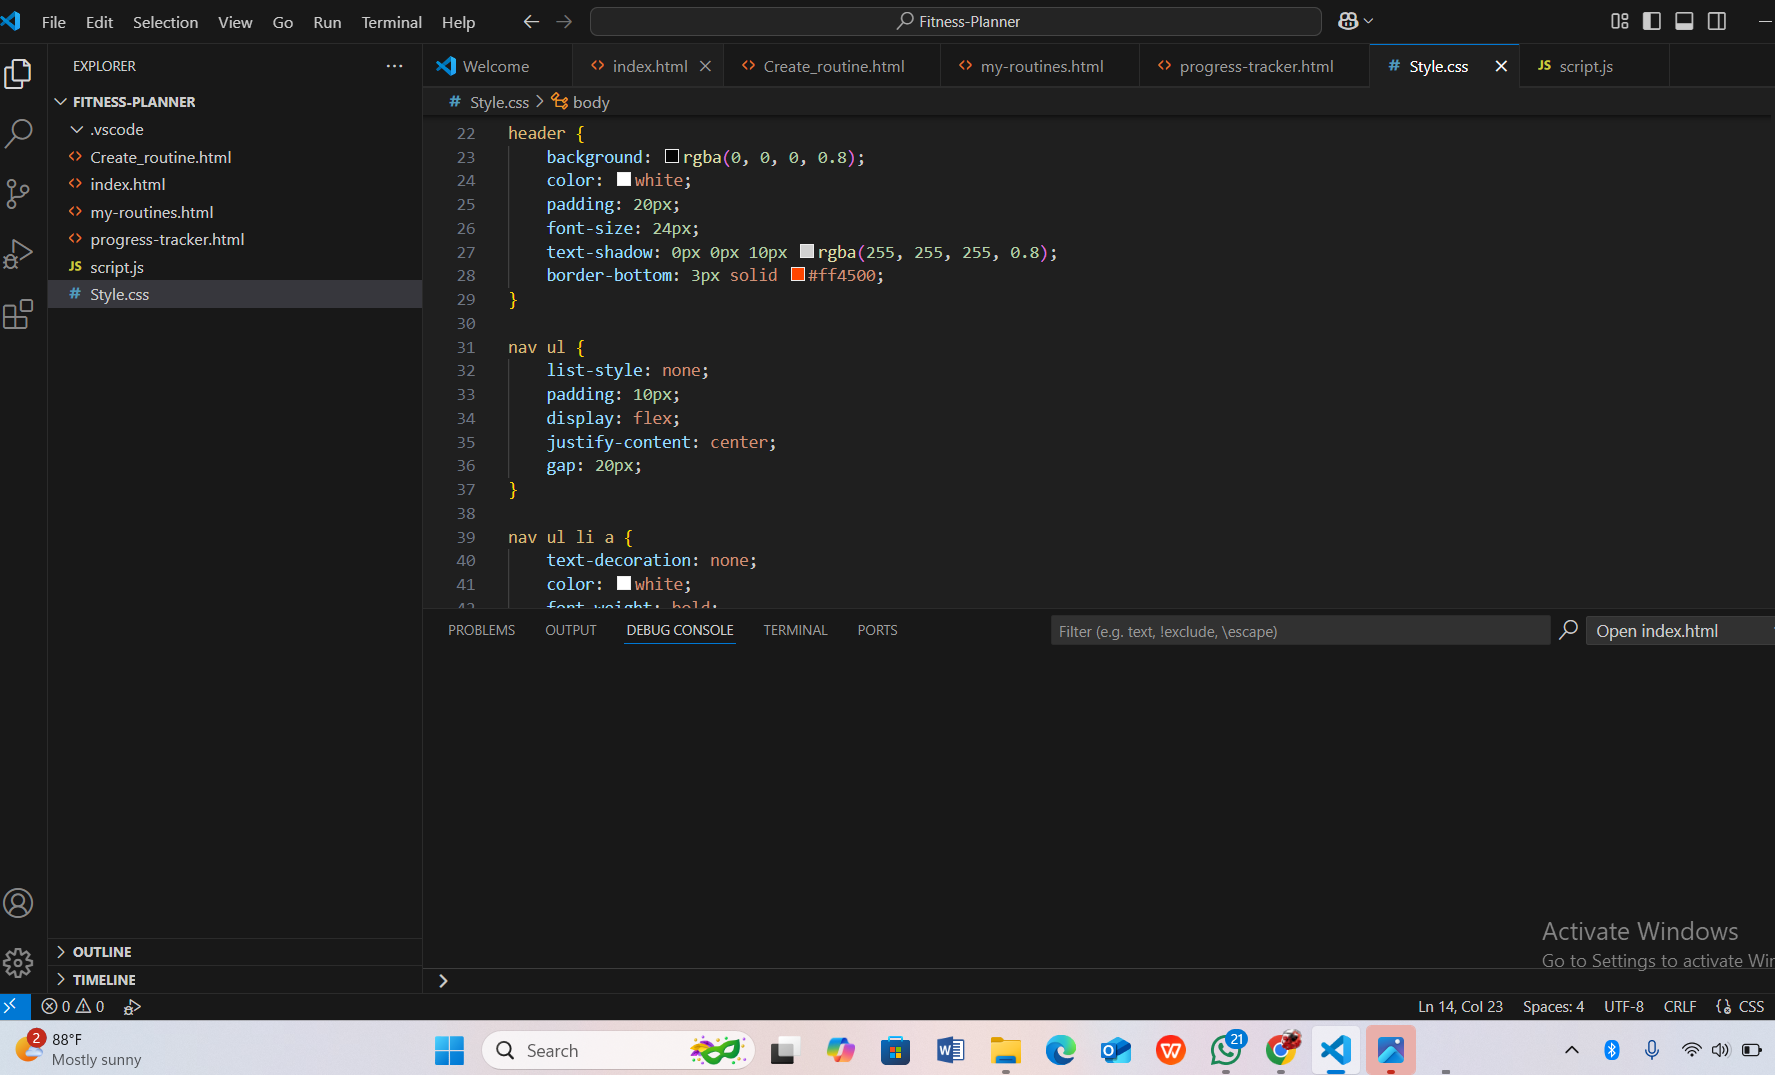 File Edit Selection View Go Run Terminal Help
Fitness-Planner
EXPLORER
FITNESS-PLANNER
.vscode
Create_routine.html
index.html
my-routines.html
progress-tracker.html
JS script.js
# Style.css
OUTLINE
TIMELINE
Welcome
index.html
Create_routine.html
my-routines.html
progress-tracker.html
# Style.css
JS script.js
# Style.css > body
22 header {
23 background: rgba(0, 0, 0, 0.8);
24 color: white;
25 padding: 20px;
26 font-size: 24px;
27 text-shadow: 0px 0px 10px rgba(255, 255, 255, 0.8);
28 border-bottom: 3px solid #ff4500;
29 }
30
31 nav ul {
32 list-style: none;
33 padding: 10px;
34 display: flex;
35 justify-content: center;
36 gap: 20px;
37 }
38
39 nav ul li a {
40 text-decoration: none;
41 color: white;
42 font-weight: bold;
PROBLEMS OUTPUT DEBUG CONSOLE TERMINAL PORTS
Filter (e.g. text, !exclude, \escape)
Open index.html
Activate Windows
Go to Settings to activate Wi
0 0
Ln 14, Col 23 Spaces: 4 UTF-8 CRLF {} CSS
2
88°F
Mostly sunny
Search
21